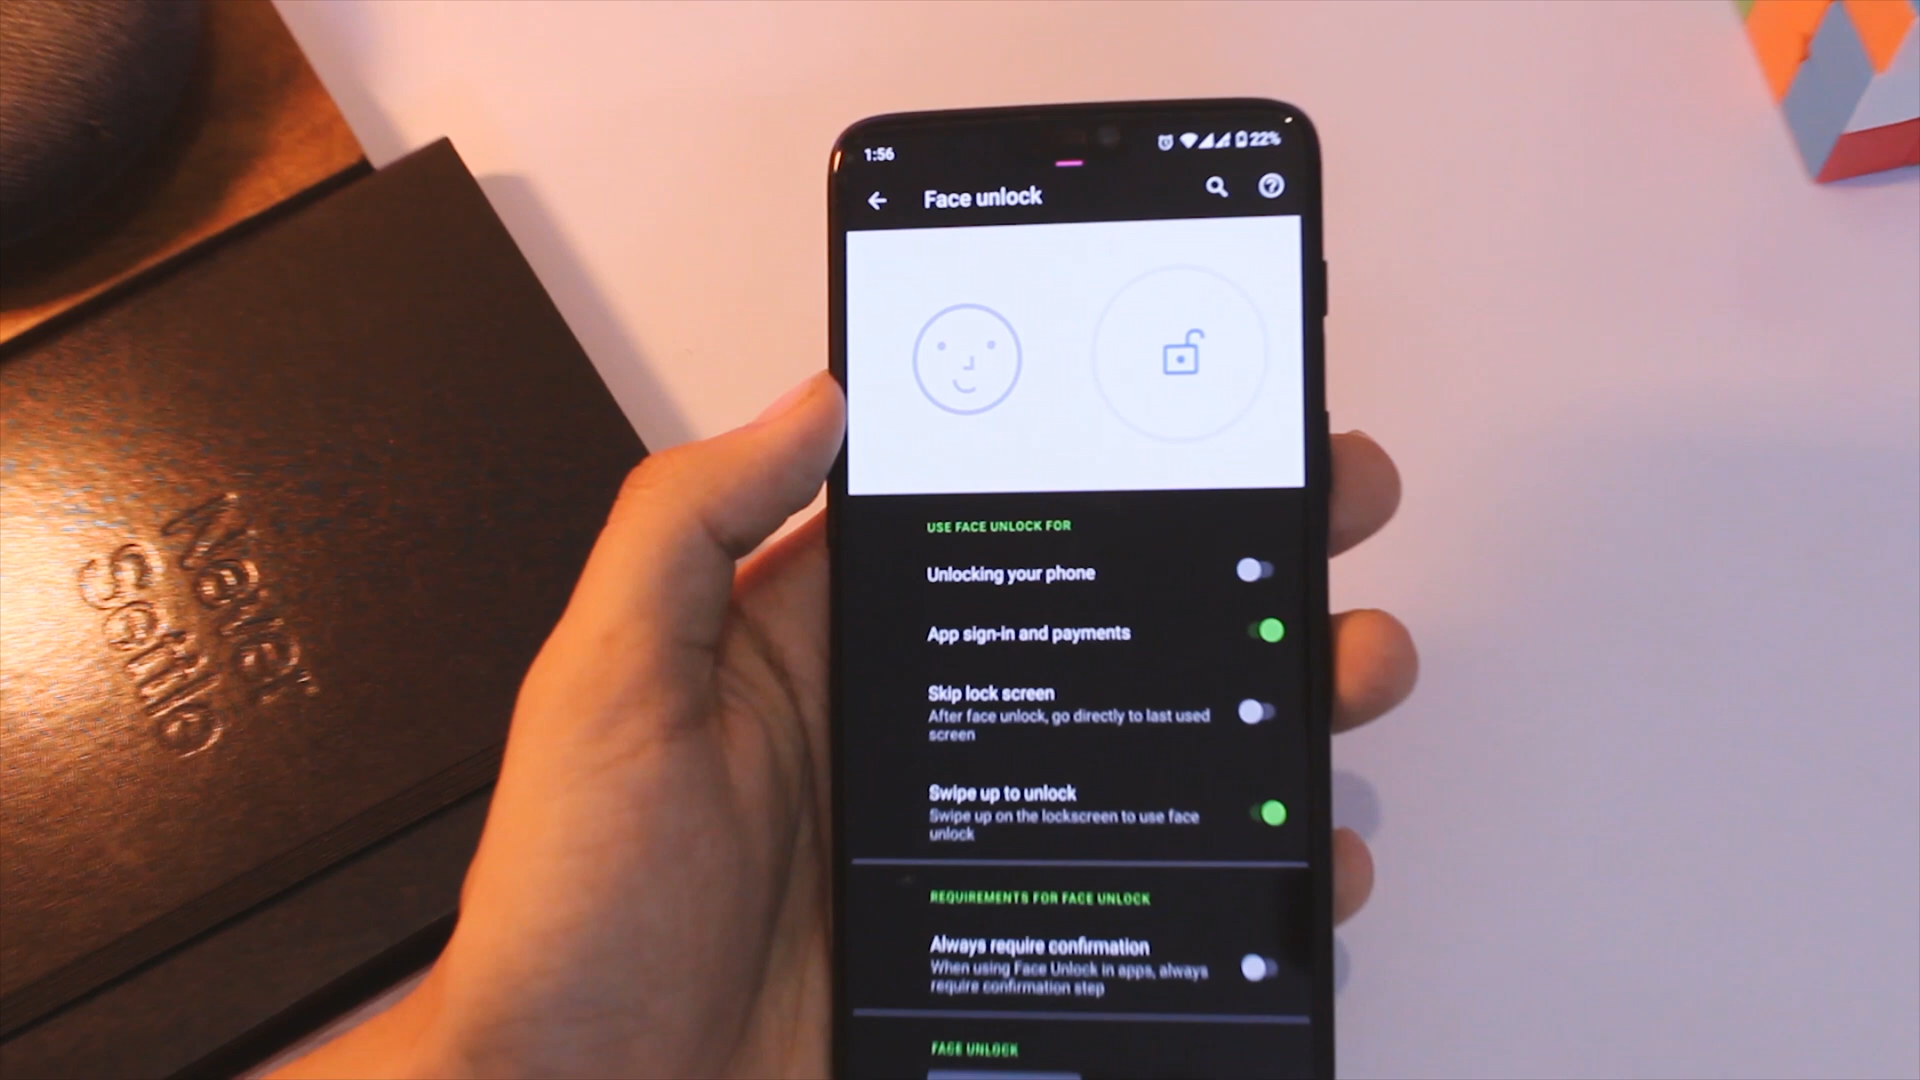 1:56
22%
Face unlock
USE FACE UNLOCK FOR
Unlocking your phone
App sign-in and payments
Skip lock screen
After face unlock, go directly to last used
screen
Swipe up to unlock
Swipe up on the lockscreen to use face
unlock
REQUIREMENTS FOR FACE UNLOCK
Always require confirmation
When using Face Unlock in apps, always
require confirmation step
FACE UNLOCK
Never
Settle